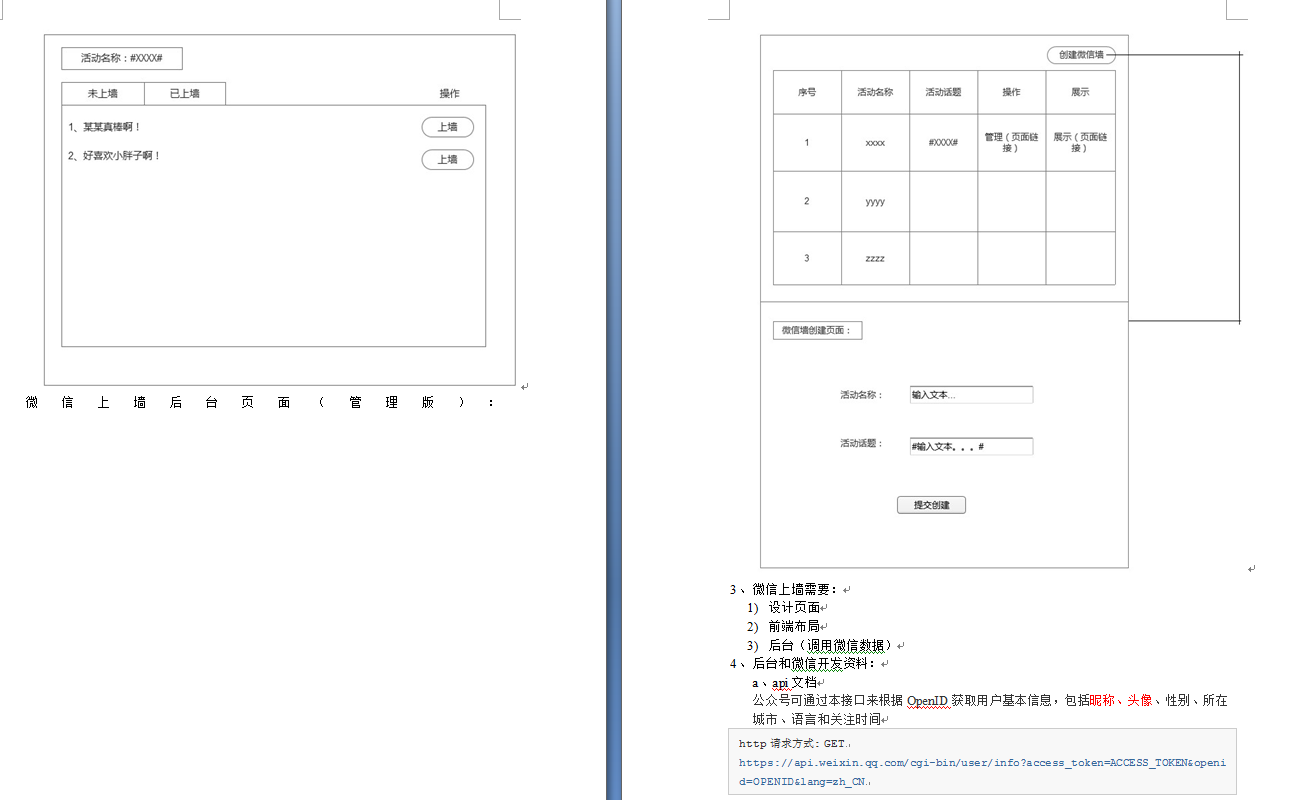 活动名称：#XXXX#
未上墙 已上墙 操作
1、某某真棒啊！ 上墙
2、好喜欢小胖子啊！ 上墙
微信上墙后台页面（管理版）：
创建微信墙
序号 活动名称 活动话题 操作 展示
1 xxxx #XXXX# 管理（页面链接） 展示（页面链接）
2 yyyy
3 zzzz
微信墙创建页面：
活动名称： 输入文本...
活动话题： #输入文本。。。#
提交创建
3、微信上墙需要：
1) 设计页面
2) 前端布局
3) 后台（调用微信数据）
4、后台和微信开发资料：
a、api 文档
公众号可通过本接口来根据 OpenID 获取用户基本信息，包括昵称、头像、性别、所在
城市、语言和关注时间
http 请求方式: GET
https://api.weixin.qq.com/cgi-bin/user/info?access_token=ACCESS_TOKEN&openi
d=OPENID&lang=zh_CN